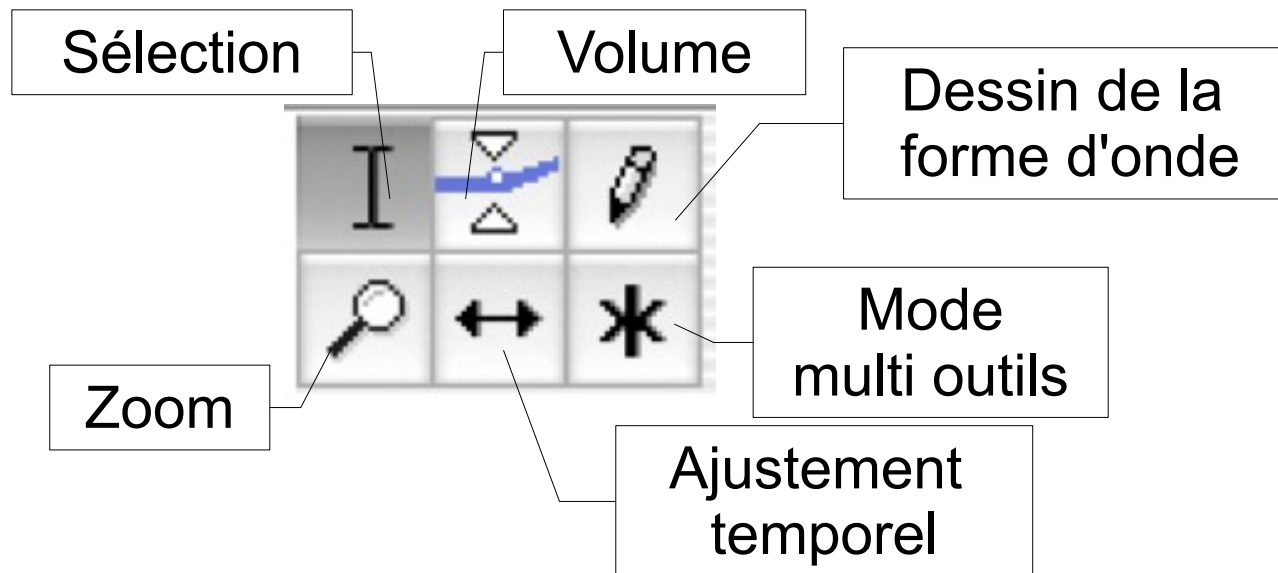 Sélection
Volume
Dessin de la
forme d'onde
Zoom
Mode
multi outils
Ajustement
temporel